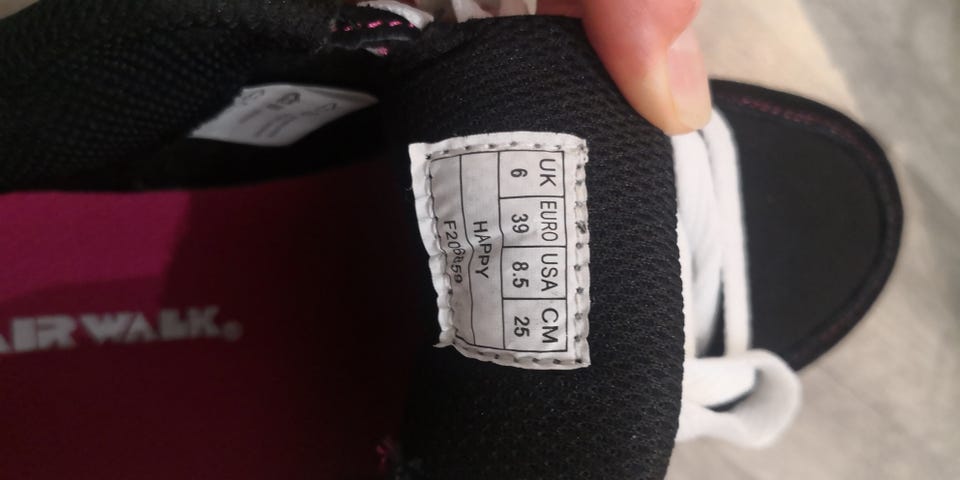 UK EURO USA CM
6 39 8.5 25
HAPPY
AIRWALK®